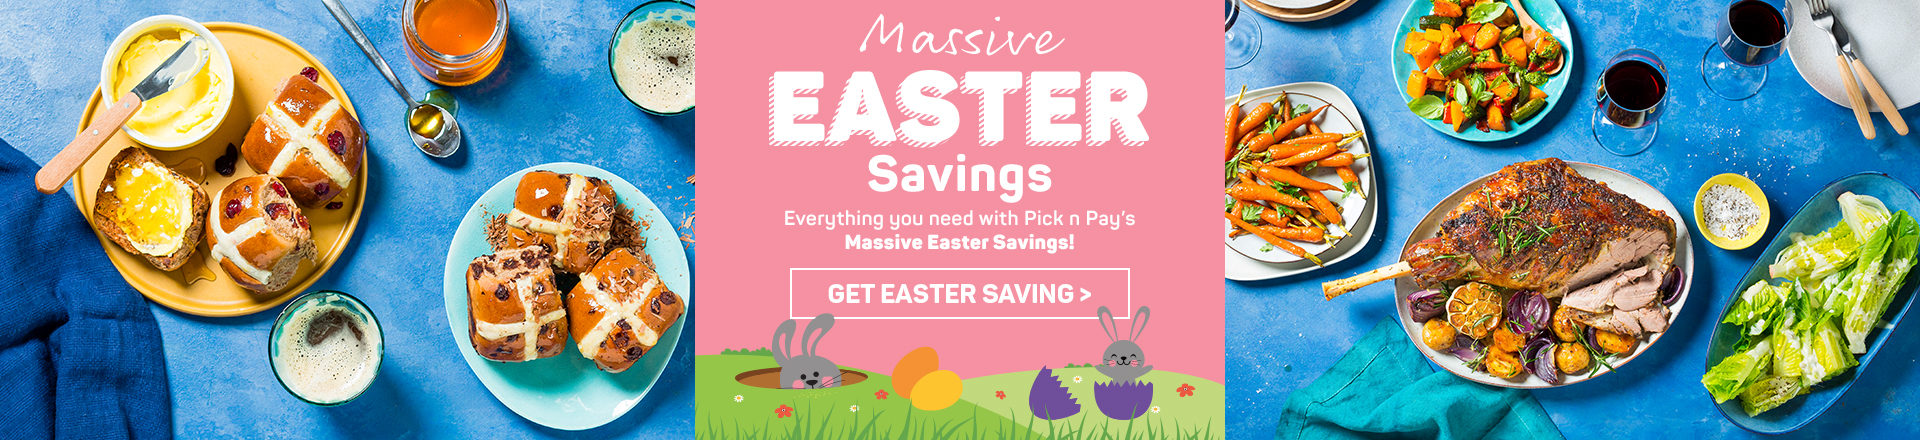 Massive
EASTER
Savings
Everything you need with Pick n Pay's
Massive Easter Savings!
GET EASTER SAVING >